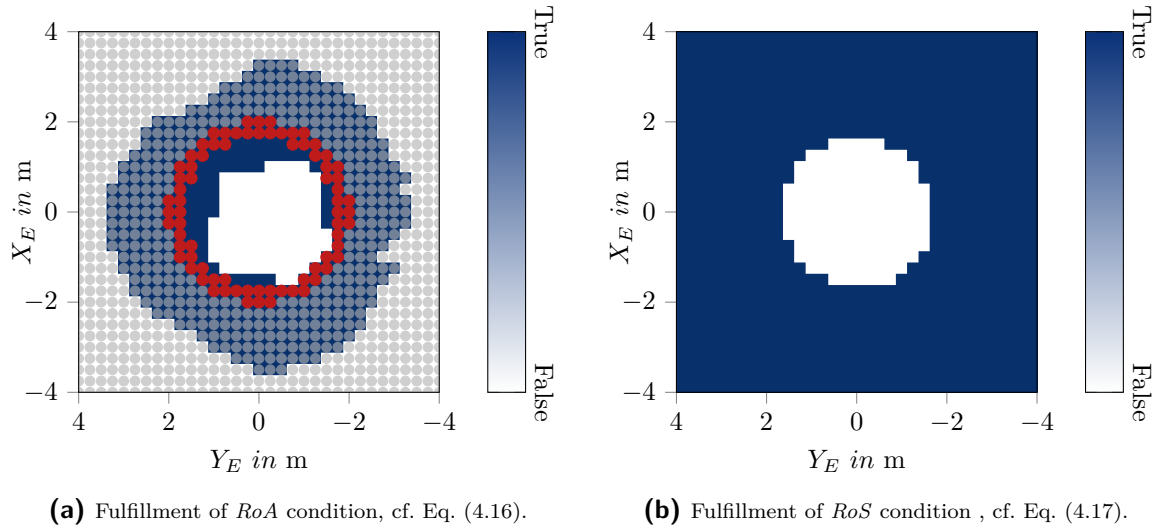 4
2
0
−2
−4
4
2
0
−2
−4
X_E in m
Y_E in m
True
False
4
2
0
−2
−4
4
2
0
−2
−4
X_E in m
Y_E in m
True
False
(a) Fulfillment of RoA condition, cf. Eq. (4.16).
(b) Fulfillment of RoS condition , cf. Eq. (4.17).